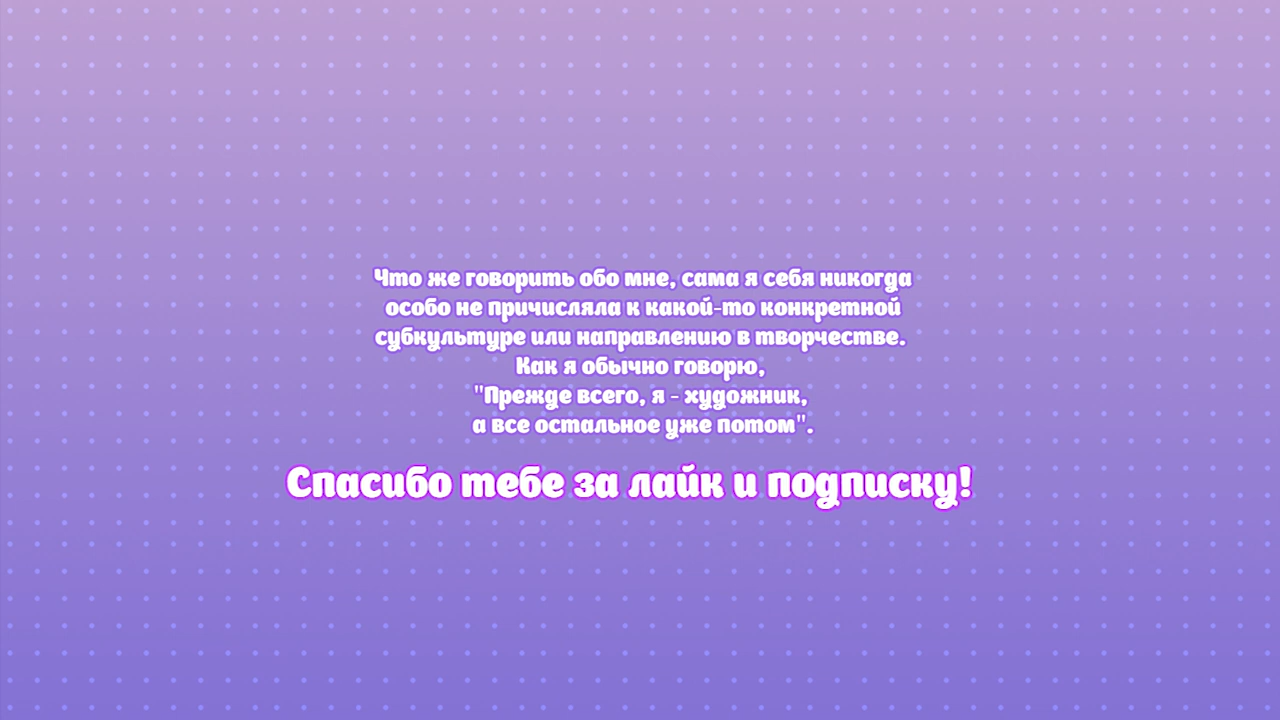 Что же говорить обо мне, сама я себя никогда
особо не причисляла к какой-то конкретной
субкультуре или направлению в творчестве.
Как я обычно говорю,
"Прежде всего, я - художник,
а все остальное уже потом".
Спасибо тебе за лайк и подписку!